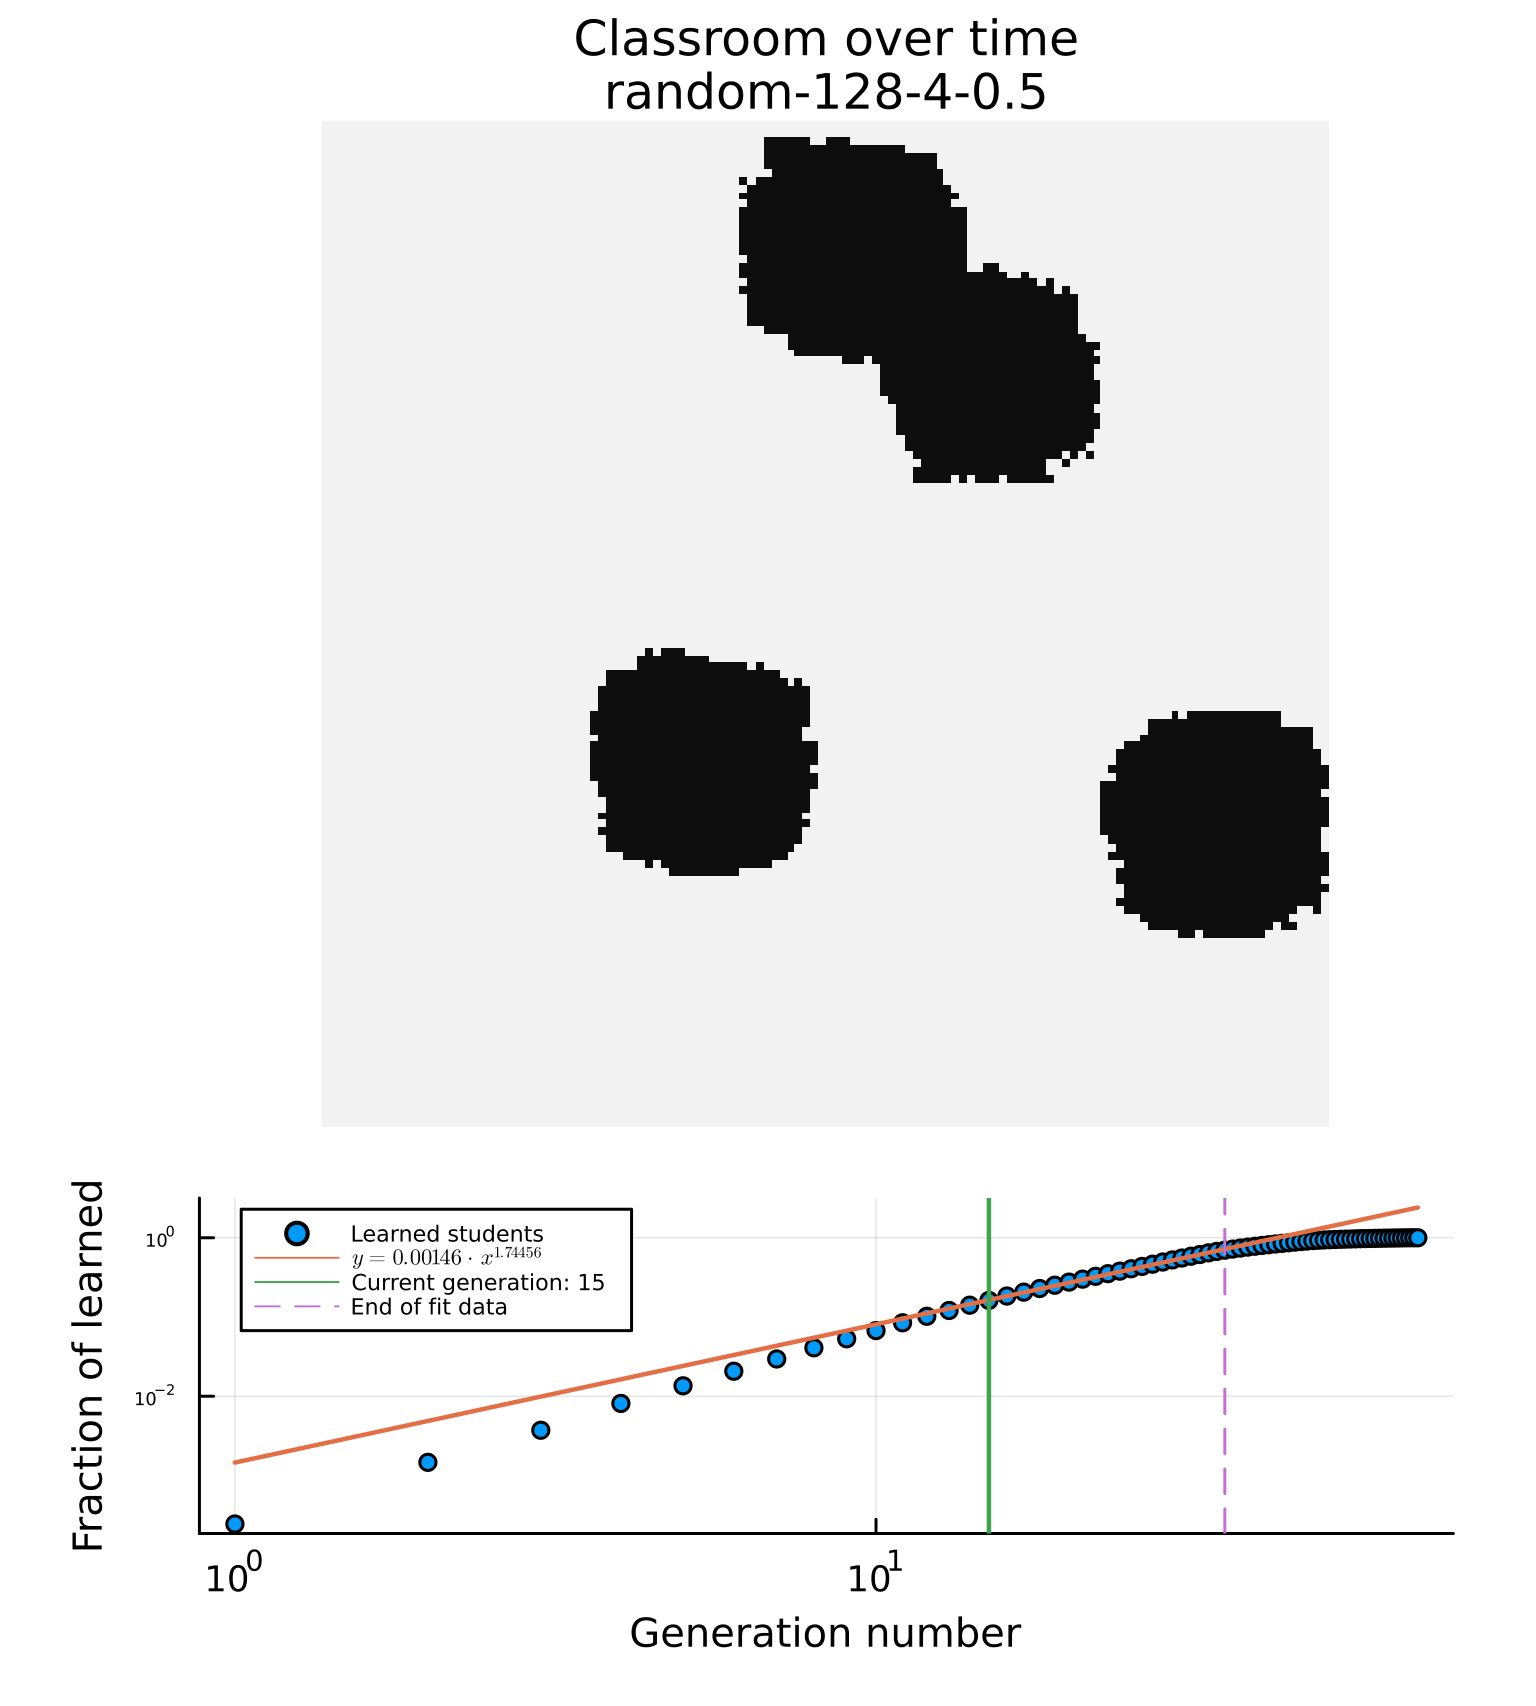 Classroom over time
random-128-4-0.5
Fraction of learned
10^0
10^-2
Learned students
y = 0.00146 · x^1.74456
Current generation: 15
End of fit data
10^0
10^1
Generation number